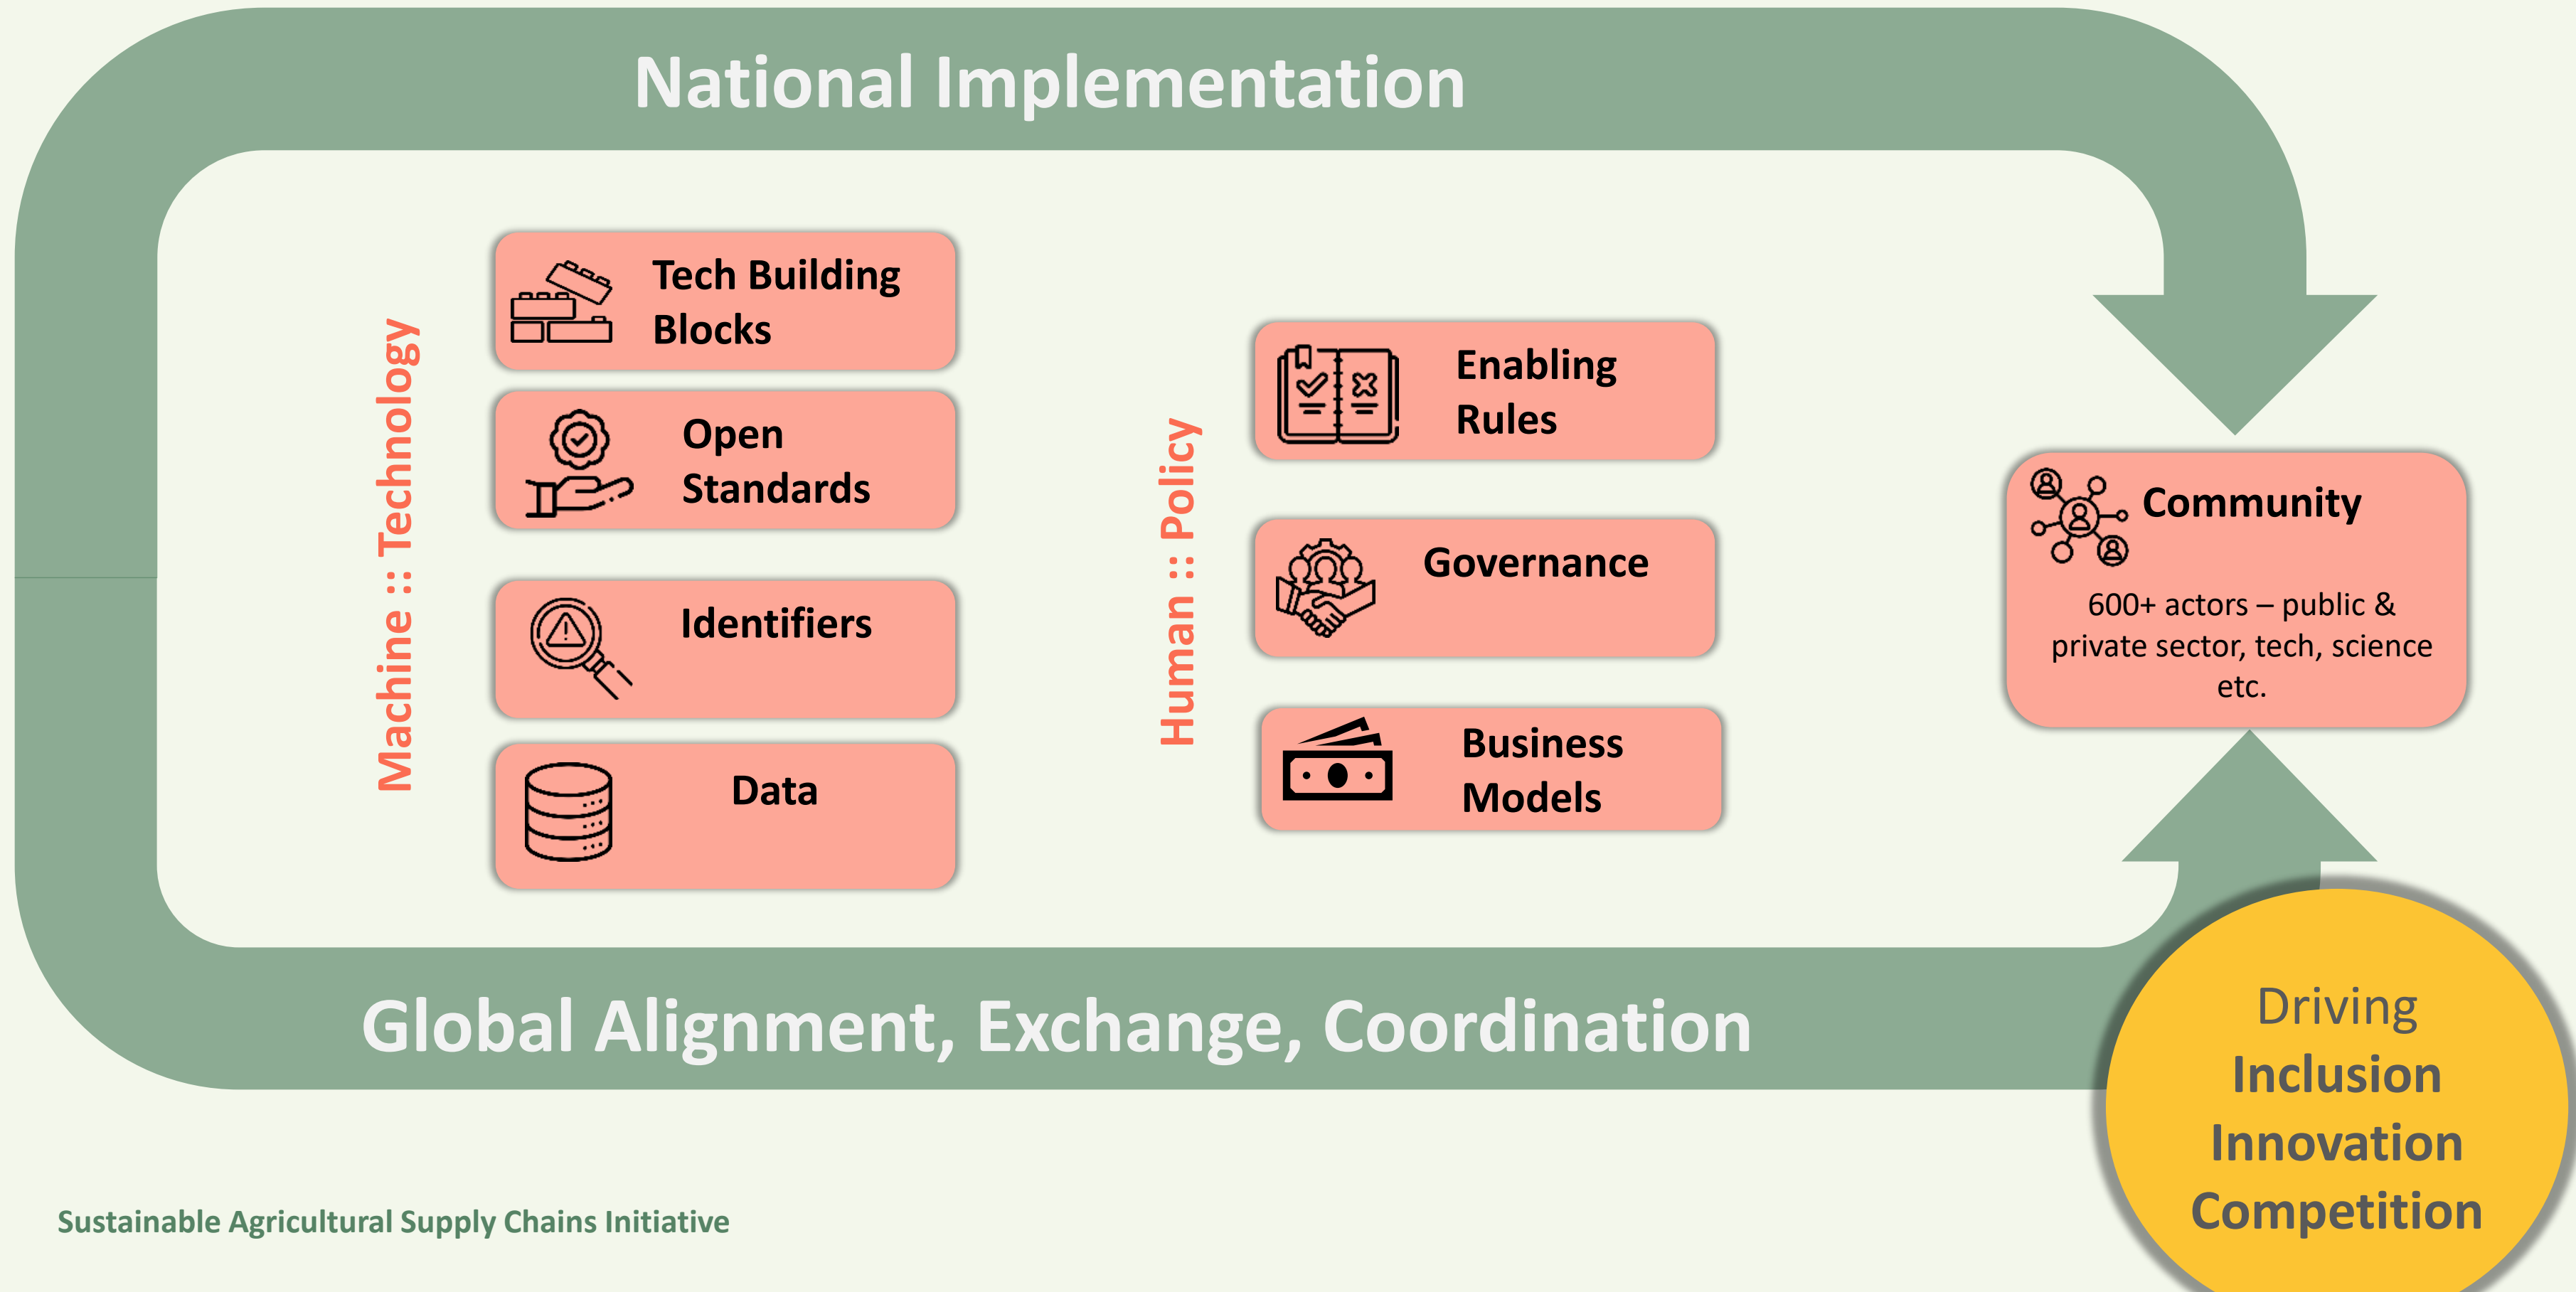 National Implementation
Machine :: Technology
Tech Building
Blocks
Open
Standards
Identifiers
Data
Human :: Policy
Enabling
Rules
Governance
Business
Models
Community
600+ actors – public &
private sector, tech, science
etc.
Global Alignment, Exchange, Coordination
Driving
Inclusion
Innovation
Competition
Sustainable Agricultural Supply Chains Initiative